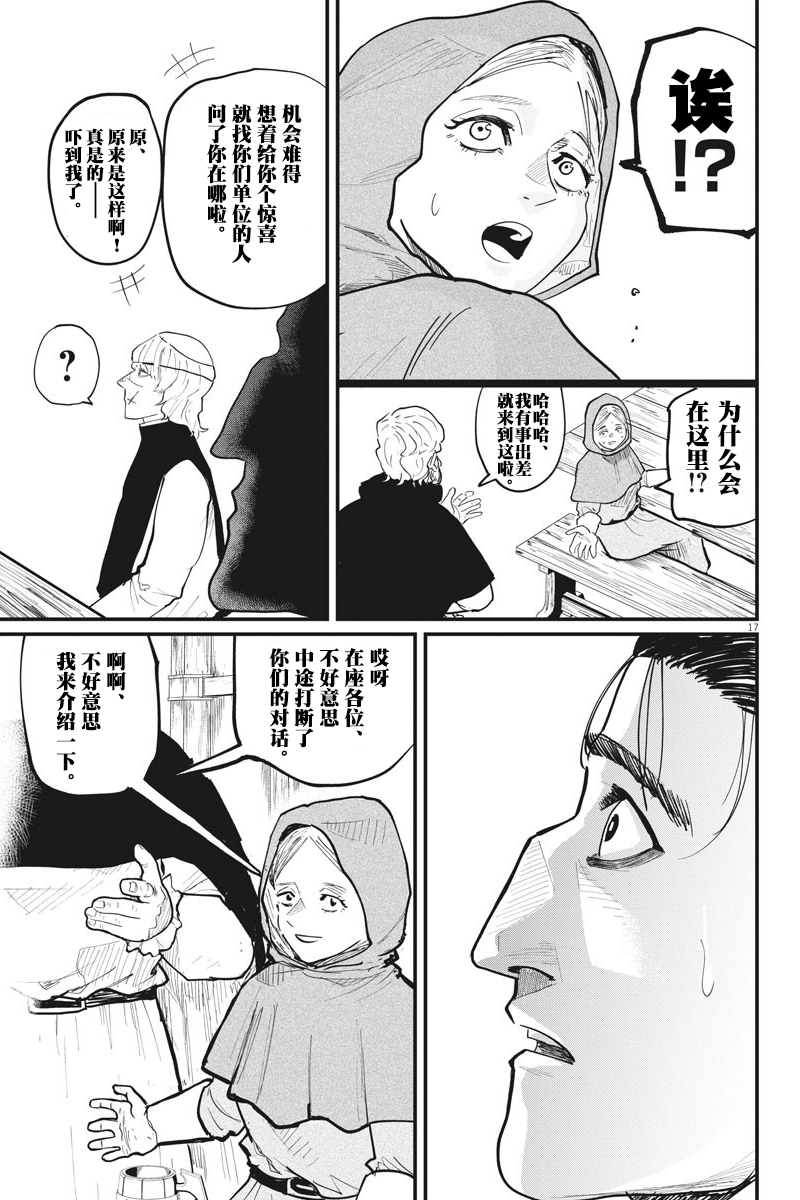 诶
!?
为什么会
在这里!?
哈哈哈、
我有事出差
就来到这啦。
机会难得
想着给你个惊喜
就找你们单位的人
问了你在哪啦。
原、
原来是这样啊!
真是的——
吓到我了。
?
17
哎呀
在座各位、
不好意思
中途打断了
你们的对话。
啊啊、
不好意思
我来介绍一下。